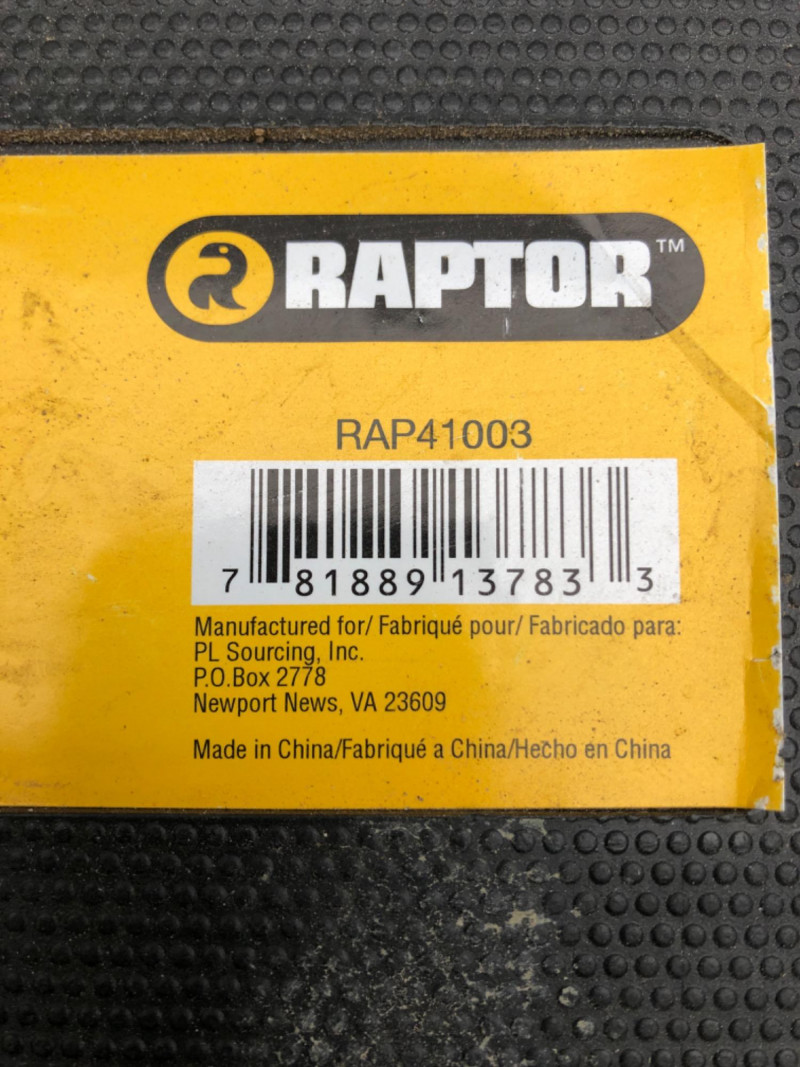 RAPTOR™
RAP41003
7 81889 13783 3
Manufactured for/ Fabriqué pour/ Fabricado para:
PL Sourcing, Inc.
P.O.Box 2778
Newport News, VA 23609
Made in China/Fabriqué a China/Hecho en China